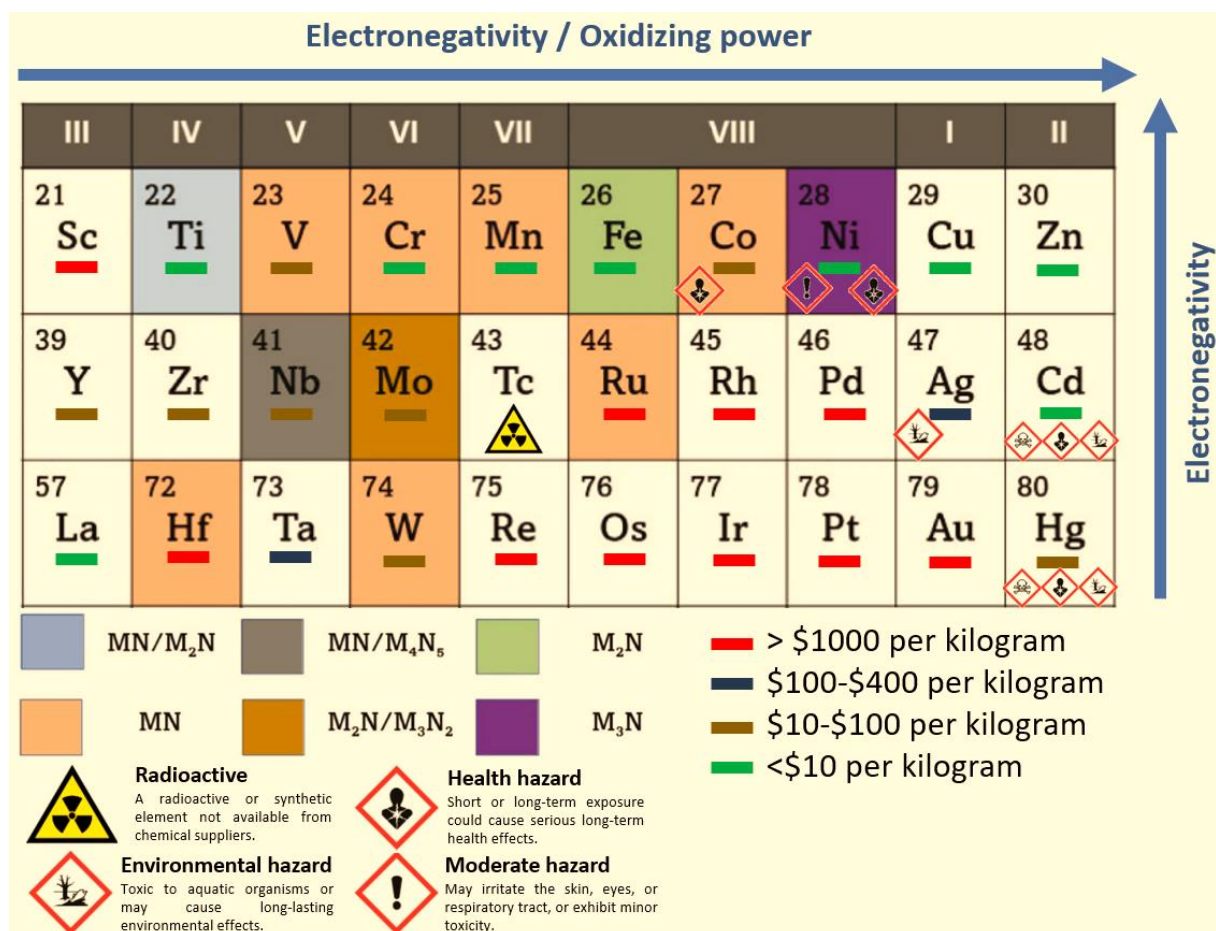 Electronegativity / Oxidizing power
III IV V VI VII VIII I II
21 22 23 24 25 26 27 28 29 30
Sc Ti V Cr Mn Fe Co Ni Cu Zn
39 40 41 42 43 44 45 46 47 48
Y Zr Nb Mo Tc Ru Rh Pd Ag Cd
57 72 73 74 75 76 77 78 79 80
La Hf Ta W Re Os Ir Pt Au Hg
Electronegativity
MN/M₂N MN/M₄N₅ M₂N
MN M₂N/M₃N₂ M₃N
> $1000 per kilogram
$100-$400 per kilogram
$10-$100 per kilogram
<$10 per kilogram
Radioactive
A radioactive or synthetic
element not available from
chemical suppliers.
Health hazard
Short or long-term exposure
could cause serious long-term
health effects.
Environmental hazard
Toxic to aquatic organisms or
may cause long-lasting
environmental effects.
Moderate hazard
May irritate the skin, eyes, or
respiratory tract, or exhibit minor
toxicity.